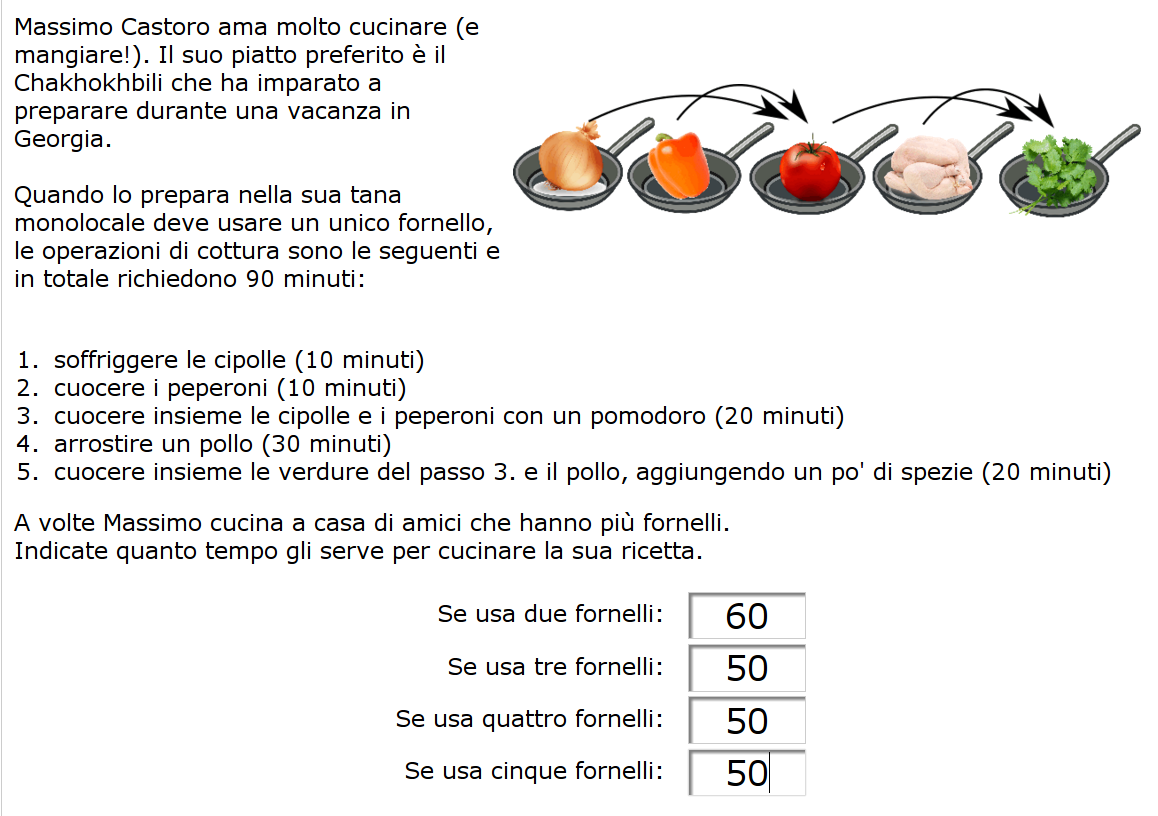 Massimo Castoro ama molto cucinare (e
mangiare!). Il suo piatto preferito è il
Chakhokhbili che ha imparato a
preparare durante una vacanza in
Georgia.
Quando lo prepara nella sua tana
monolocale deve usare un unico fornello,
le operazioni di cottura sono le seguenti e
in totale richiedono 90 minuti:
1. soffriggere le cipolle (10 minuti)
2. cuocere i peperoni (10 minuti)
3. cuocere insieme le cipolle e i peperoni con un pomodoro (20 minuti)
4. arrostire un pollo (30 minuti)
5. cuocere insieme le verdure del passo 3. e il pollo, aggiungendo un po' di spezie (20 minuti)
A volte Massimo cucina a casa di amici che hanno più fornelli.
Indicate quanto tempo gli serve per cucinare la sua ricetta.
Se usa due fornelli: 60
Se usa tre fornelli: 50
Se usa quattro fornelli: 50
Se usa cinque fornelli: 50